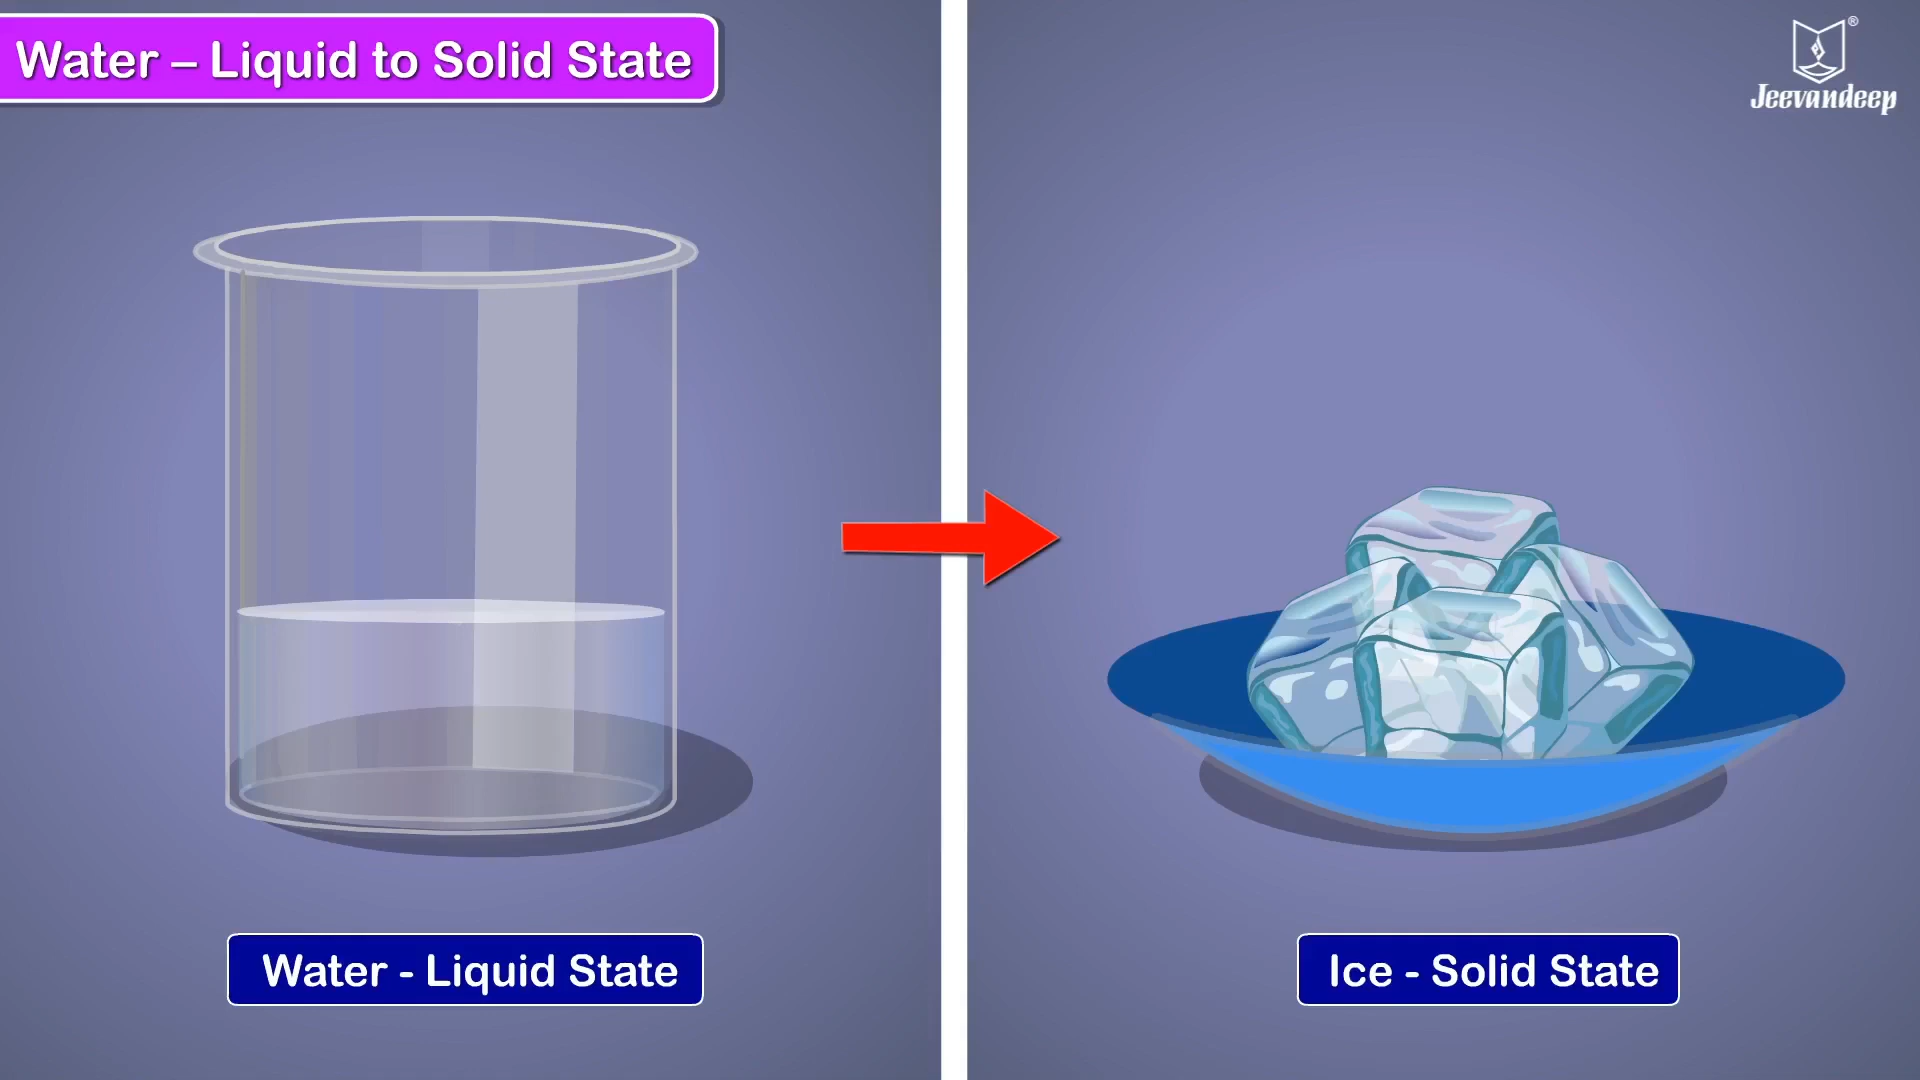 Water – Liquid to Solid State
®
Jeevandeep
Water - Liquid State
Ice - Solid State